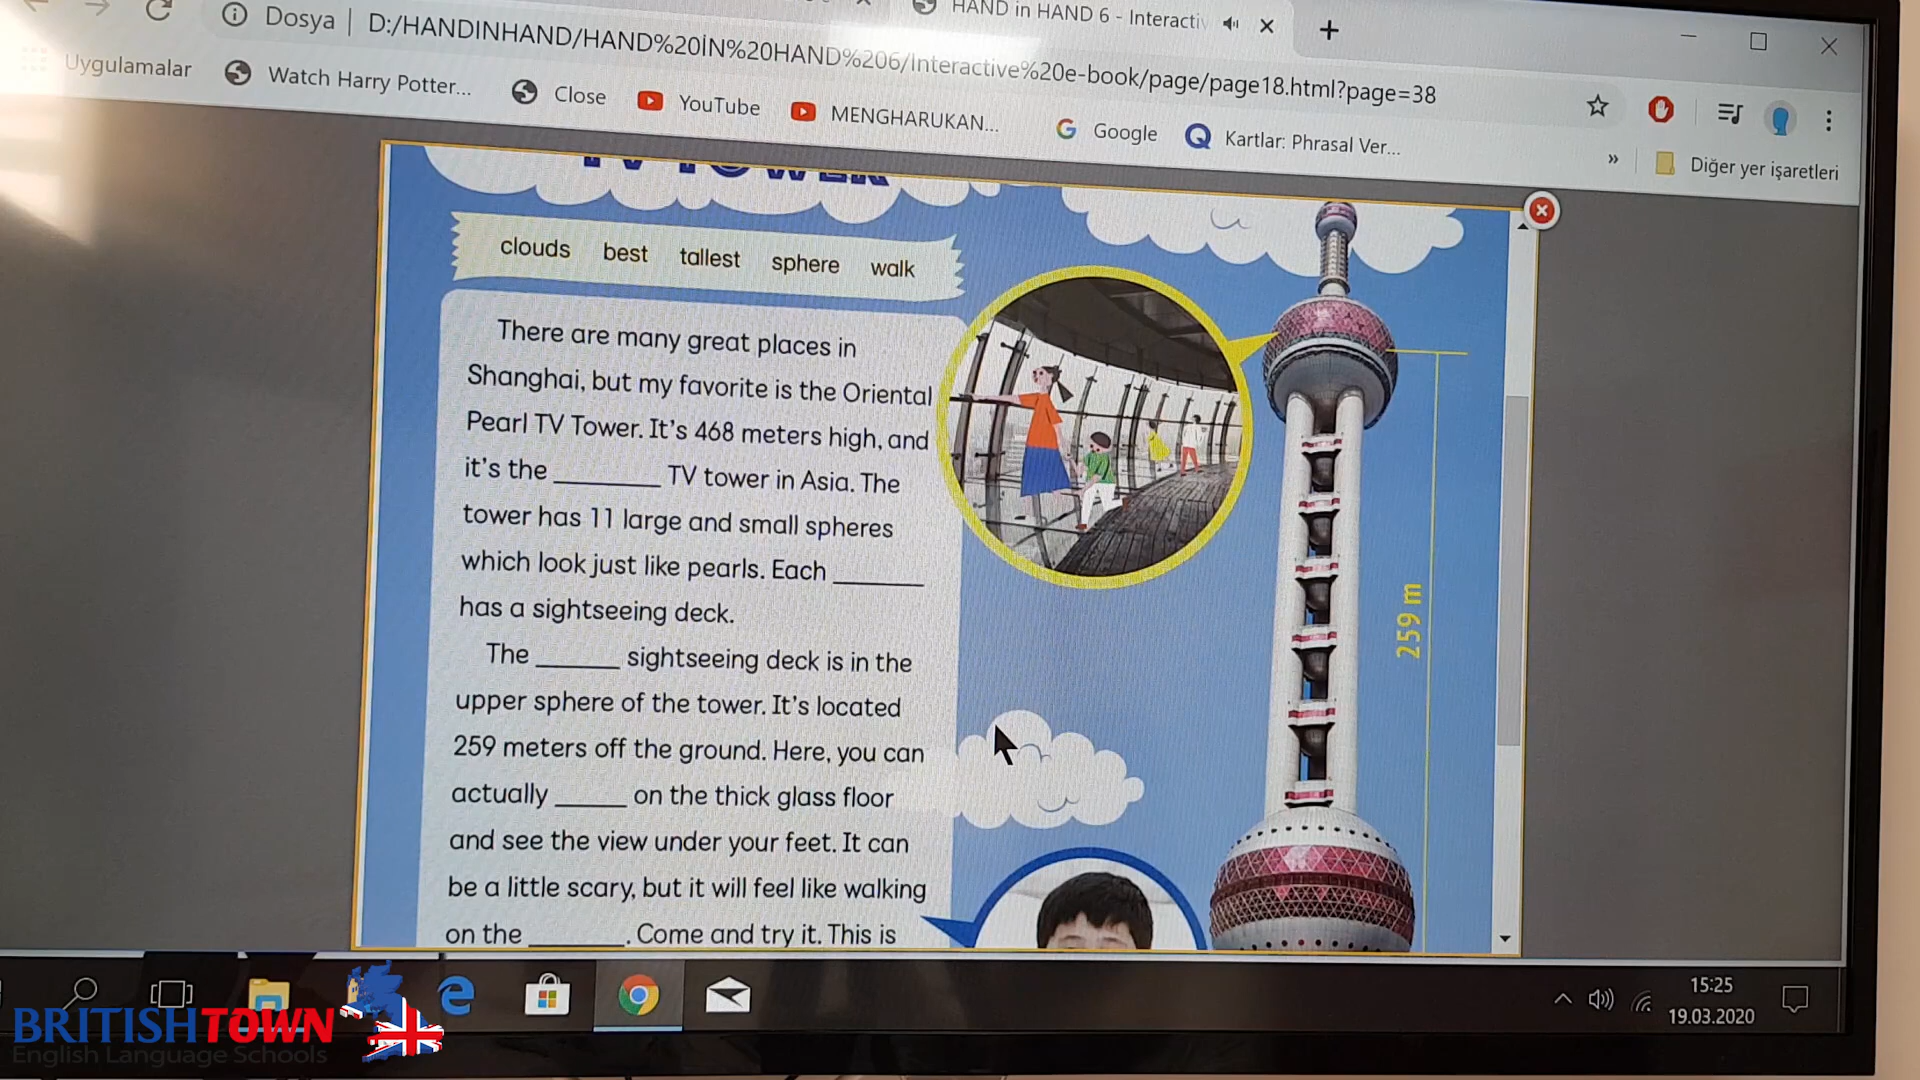 HAND in HAND 6 - Interactiv
Dosya | D:/HANDINHAND/HAND%20İN%20HAND%206/Interactive%20e-book/page/page18.html?page=38
Uygulamalar Watch Harry Potter... Close YouTube MENGHARUKAN... Google Kartlar: Phrasal Ver... » Diğer yer işaretleri
TV TOWER
clouds best tallest sphere walk
There are many great places in
Shanghai, but my favorite is the Oriental
Pearl TV Tower. It's 468 meters high, and
it's the ________ TV tower in Asia. The
tower has 11 large and small spheres
which look just like pearls. Each _______
has a sightseeing deck.
The ______ sightseeing deck is in the
upper sphere of the tower. It's located
259 meters off the ground. Here, you can
actually _____ on the thick glass floor
and see the view under your feet. It can
be a little scary, but it will feel like walking
on the _______. Come and try it. This is
259 m
15:25
19.03.2020
BRITISHTOWN
English Language Schools